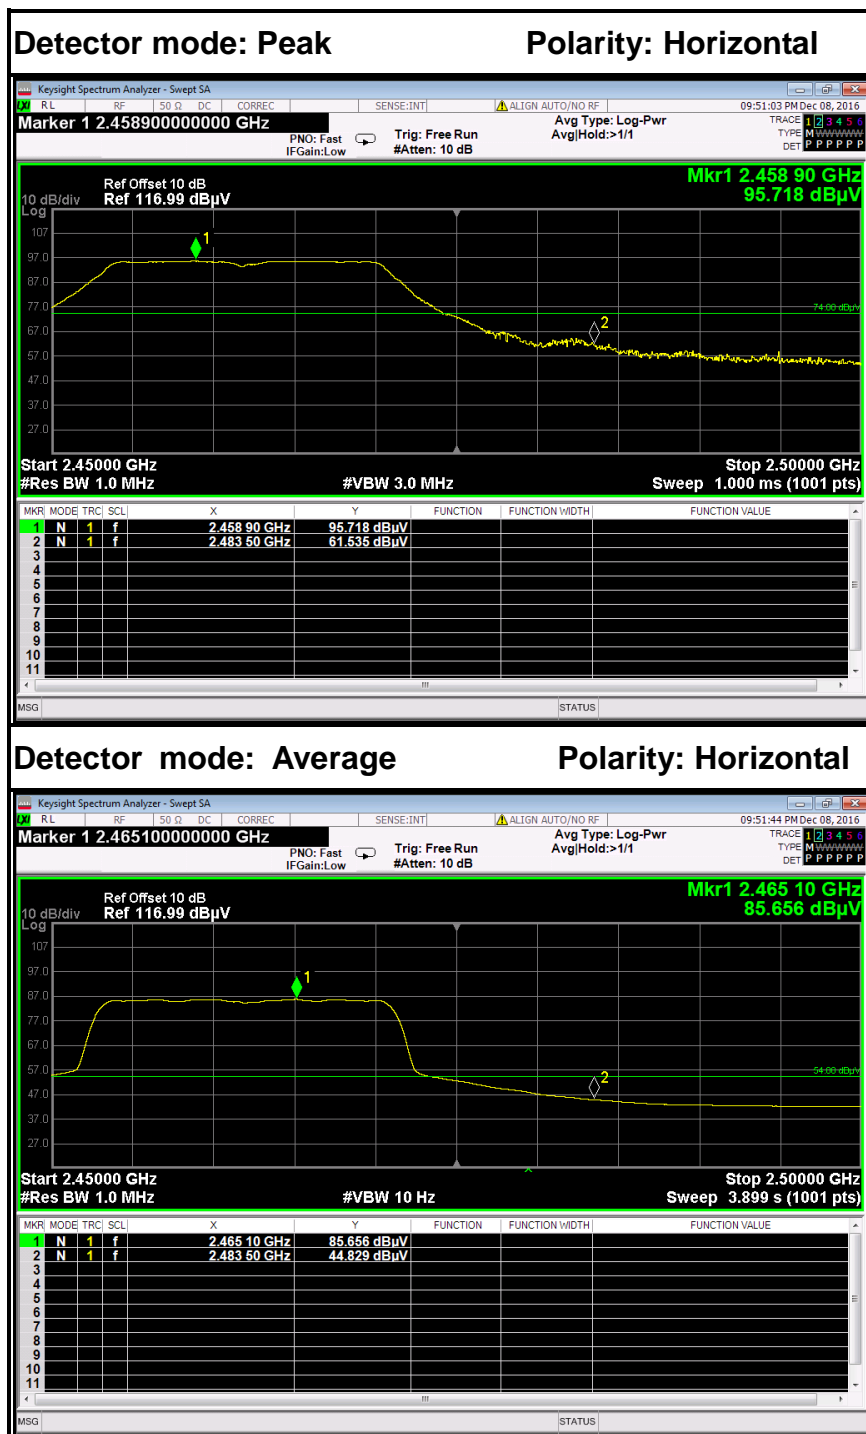 Detector mode: Peak Polarity: Horizontal
Keysight Spectrum Analyzer - Swept SA
LXI RL RF 50 Ω DC CORREC SENSE:INT ALIGN AUTO/NO RF 09:51:03 PM Dec 08, 2016
Marker 1 2.458900000000 GHz
PNO: Fast
IFGain:Low
Trig: Free Run
#Atten: 10 dB
Avg Type: Log-Pwr
Avg|Hold:>1/1
TRACE 1 2 3 4 5 6
TYPE M WWWWW
DET P P P P P P
Mkr1 2.458 90 GHz
95.718 dBµV
Ref Offset 10 dB
10 dB/div Ref 116.99 dBµV
Log
107
97.0
1
87.0
77.0
74.00 dBµV
67.0
2
57.0
47.0
37.0
27.0
Start 2.45000 GHz Stop 2.50000 GHz
#Res BW 1.0 MHz #VBW 3.0 MHz Sweep 1.000 ms (1001 pts)
MKR MODE TRC SCL X Y FUNCTION FUNCTION WIDTH FUNCTION VALUE
1 N 1 f 2.458 90 GHz 95.718 dBµV
2 N 1 f 2.483 50 GHz 61.535 dBµV
3
4
5
6
7
8
9
10
11
MSG STATUS
Detector mode: Average Polarity: Horizontal
Keysight Spectrum Analyzer - Swept SA
LXI RL RF 50 Ω DC CORREC SENSE:INT ALIGN AUTO/NO RF 09:51:44 PM Dec 08, 2016
Marker 1 2.465100000000 GHz
PNO: Fast
IFGain:Low
Trig: Free Run
#Atten: 10 dB
Avg Type: Log-Pwr
Avg|Hold:>1/1
TRACE 1 2 3 4 5 6
TYPE M WWWWW
DET P P P P P P
Mkr1 2.465 10 GHz
85.656 dBµV
Ref Offset 10 dB
10 dB/div Ref 116.99 dBµV
Log
107
97.0
1
87.0
77.0
67.0
57.0
54.00 dBµV
2
47.0
37.0
27.0
Start 2.45000 GHz Stop 2.50000 GHz
#Res BW 1.0 MHz #VBW 10 Hz Sweep 3.899 s (1001 pts)
MKR MODE TRC SCL X Y FUNCTION FUNCTION WIDTH FUNCTION VALUE
1 N 1 f 2.465 10 GHz 85.656 dBµV
2 N 1 f 2.483 50 GHz 44.829 dBµV
3
4
5
6
7
8
9
10
11
MSG STATUS